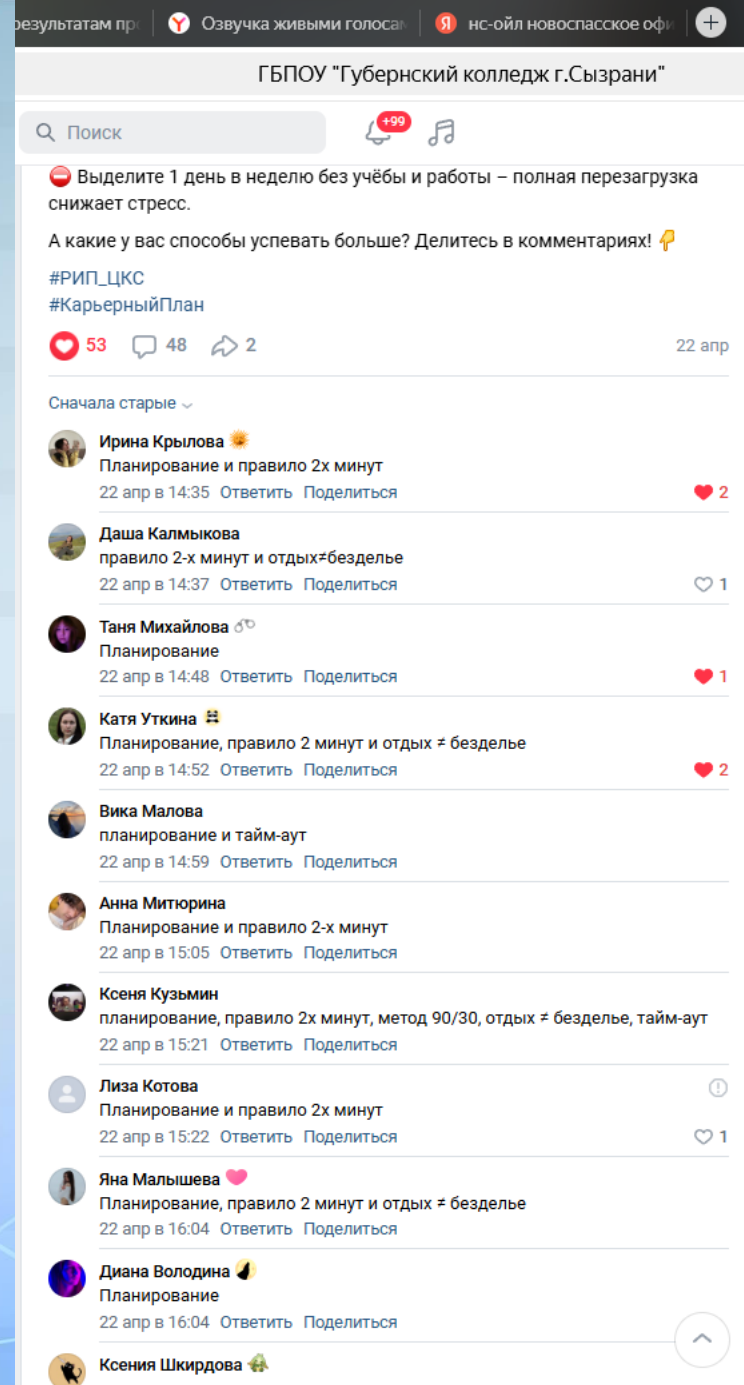 результатам пр
Озвучка живыми голосам
нс-ойл новоспасское офи
ГБПОУ "Губернский колледж г.Сызрани"
Поиск
+99
Выделите 1 день в неделю без учёбы и работы – полная перезагрузка
снижает стресс.
А какие у вас способы успевать больше? Делитесь в комментариях!
#РИП_ЦКС
#КарьерныйПлан
53 48 2 22 апр
Сначала старые
Ирина Крылова
Планирование и правило 2х минут
22 апр в 14:35 Ответить Поделиться 2
Даша Калмыкова
правило 2-х минут и отдых≠безделье
22 апр в 14:37 Ответить Поделиться 1
Таня Михайлова
Планирование
22 апр в 14:48 Ответить Поделиться 1
Катя Уткина
Планирование, правило 2 минут и отдых ≠ безделье
22 апр в 14:52 Ответить Поделиться 2
Вика Малова
планирование и тайм-аут
22 апр в 14:59 Ответить Поделиться
Анна Митюрина
Планирование и правило 2-х минут
22 апр в 15:05 Ответить Поделиться
Ксеня Кузьмин
планирование, правило 2х минут, метод 90/30, отдых ≠ безделье, тайм-аут
22 апр в 15:21 Ответить Поделиться
Лиза Котова
Планирование и правило 2х минут
22 апр в 15:22 Ответить Поделиться 1
Яна Малышева
Планирование, правило 2 минут и отдых ≠ безделье
22 апр в 16:04 Ответить Поделиться
Диана Володина
Планирование
22 апр в 16:04 Ответить Поделиться
Ксения Шкирдова